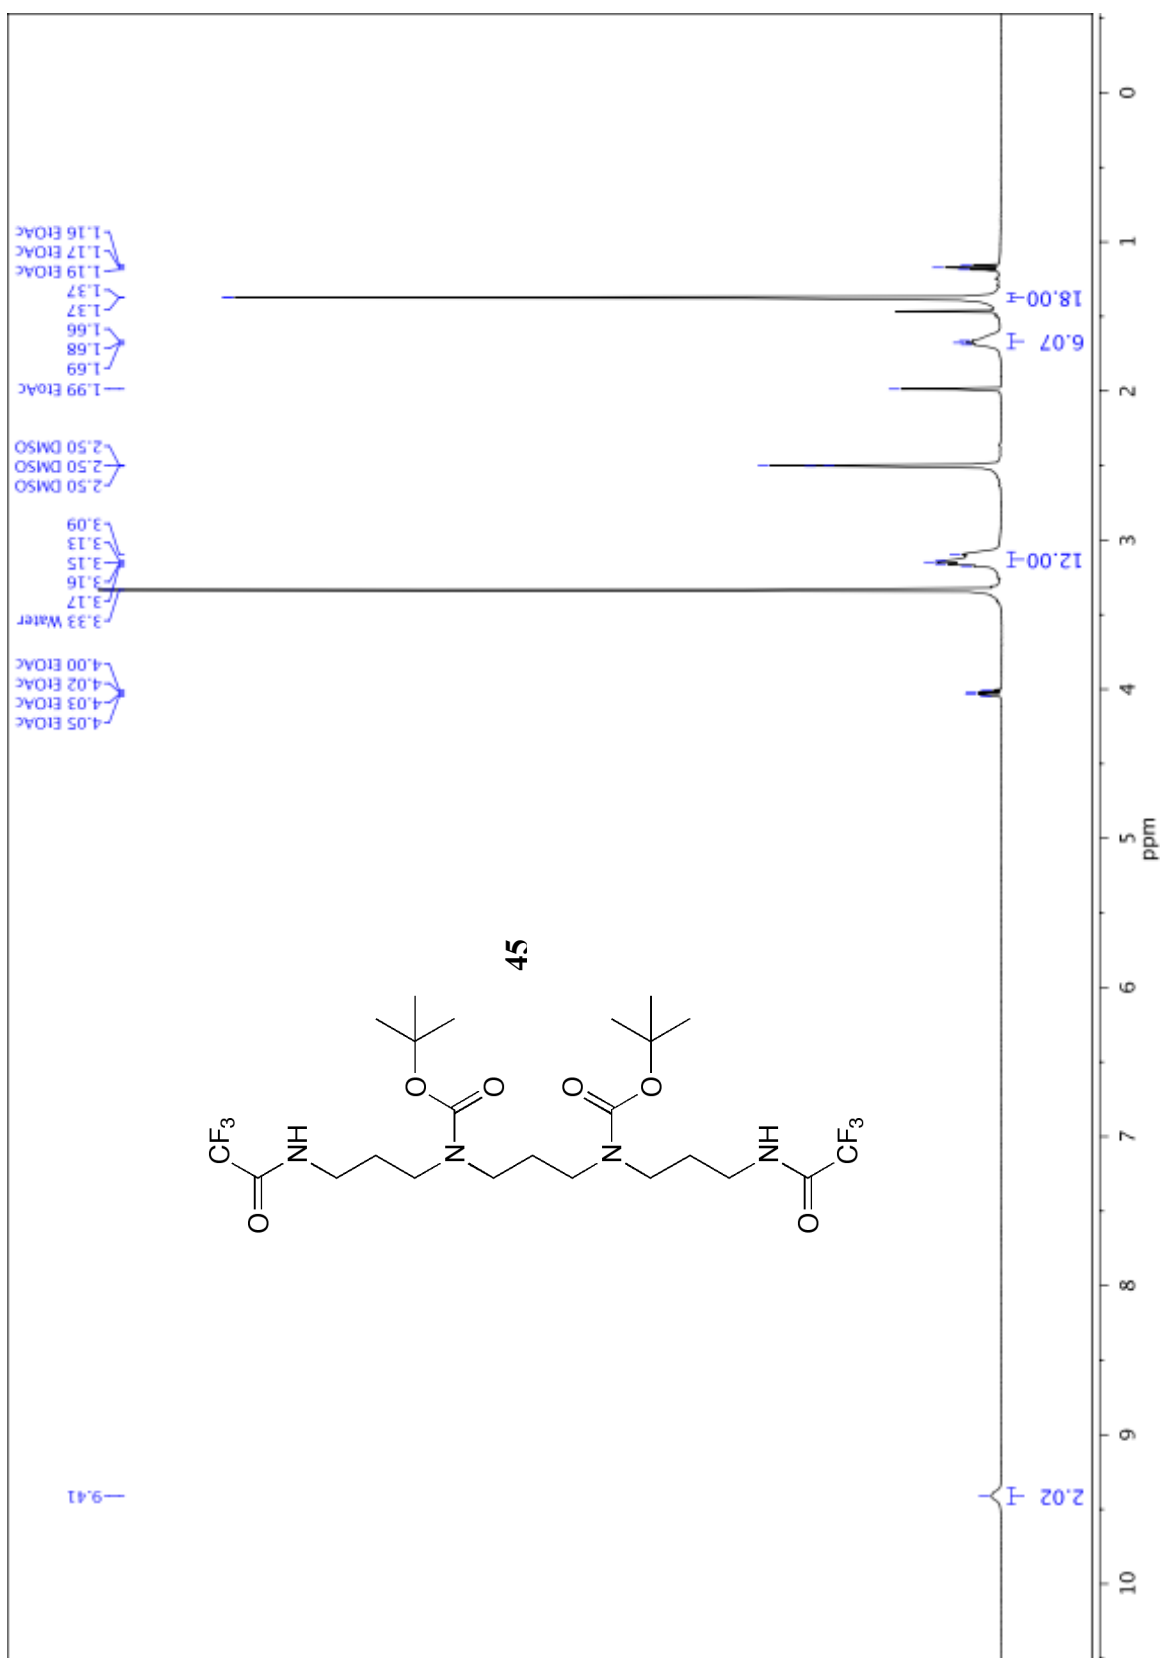 9.41
4.05 EtOAc
4.03 EtOAc
4.02 EtOAc
4.00 EtOAc
3.33 Water
3.17
3.16
3.15
3.13
3.09
2.50 DMSO
2.50 DMSO
2.50 DMSO
1.99 EtOAc
1.69
1.68
1.66
1.37
1.37
1.19 EtOAc
1.17 EtOAc
1.16 EtOAc
CF3
O
NH
O
O
N
45
O
O
N
NH
O
CF3
2.02
12.00
6.07
18.00
10
9
8
7
6
5
4
3
2
1
0
ppm